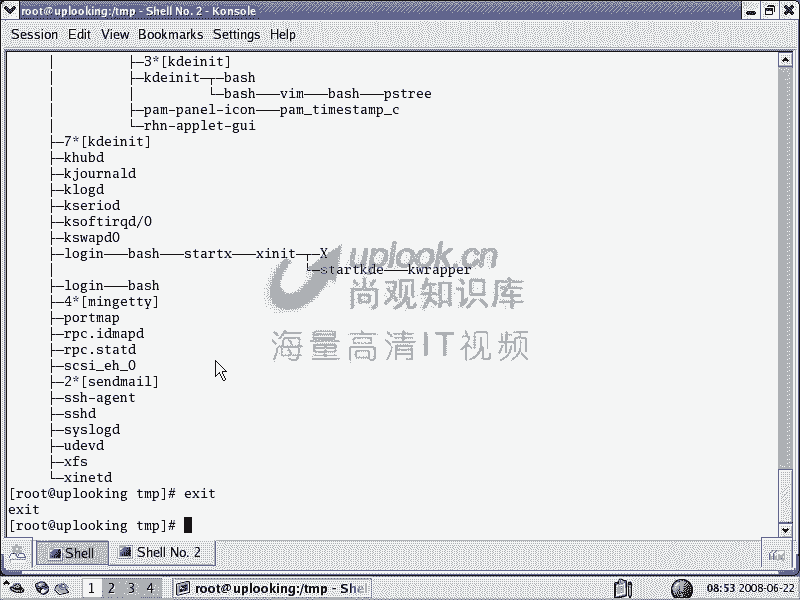 root@uplooking:/tmp - Shell No. 2 - Konsole
Session Edit View Bookmarks Settings Help
│ ├─3*[kdeinit]
│ ├─kdeinit─┬─bash
│ │ └─bash───vim───bash───pstree
│ ├─pam-panel-icon───pam_timestamp_c
│ └─rhn-applet-gui
├─7*[kdeinit]
├─khubd
├─kjournald
├─klogd
├─kseriod
├─ksoftirqd/0
├─kswapd0
├─login───bash───startx───xinit─┬─X
│ └─startkde───kwrapper
├─login───bash
├─4*[mingetty]
├─portmap
├─rpc.idmapd
├─rpc.statd
├─scsi_eh_0
├─2*[sendmail]
├─ssh-agent
├─sshd
├─syslogd
├─udevd
├─xfs
└─xinetd
[root@uplooking tmp]# exit
exit
[root@uplooking tmp]#
uplook.cn
尚观知识库
海量高清IT视频
Shell Shell No. 2
1 2 3 4 root@uplooking:/tmp - She 08:53 2008-06-22